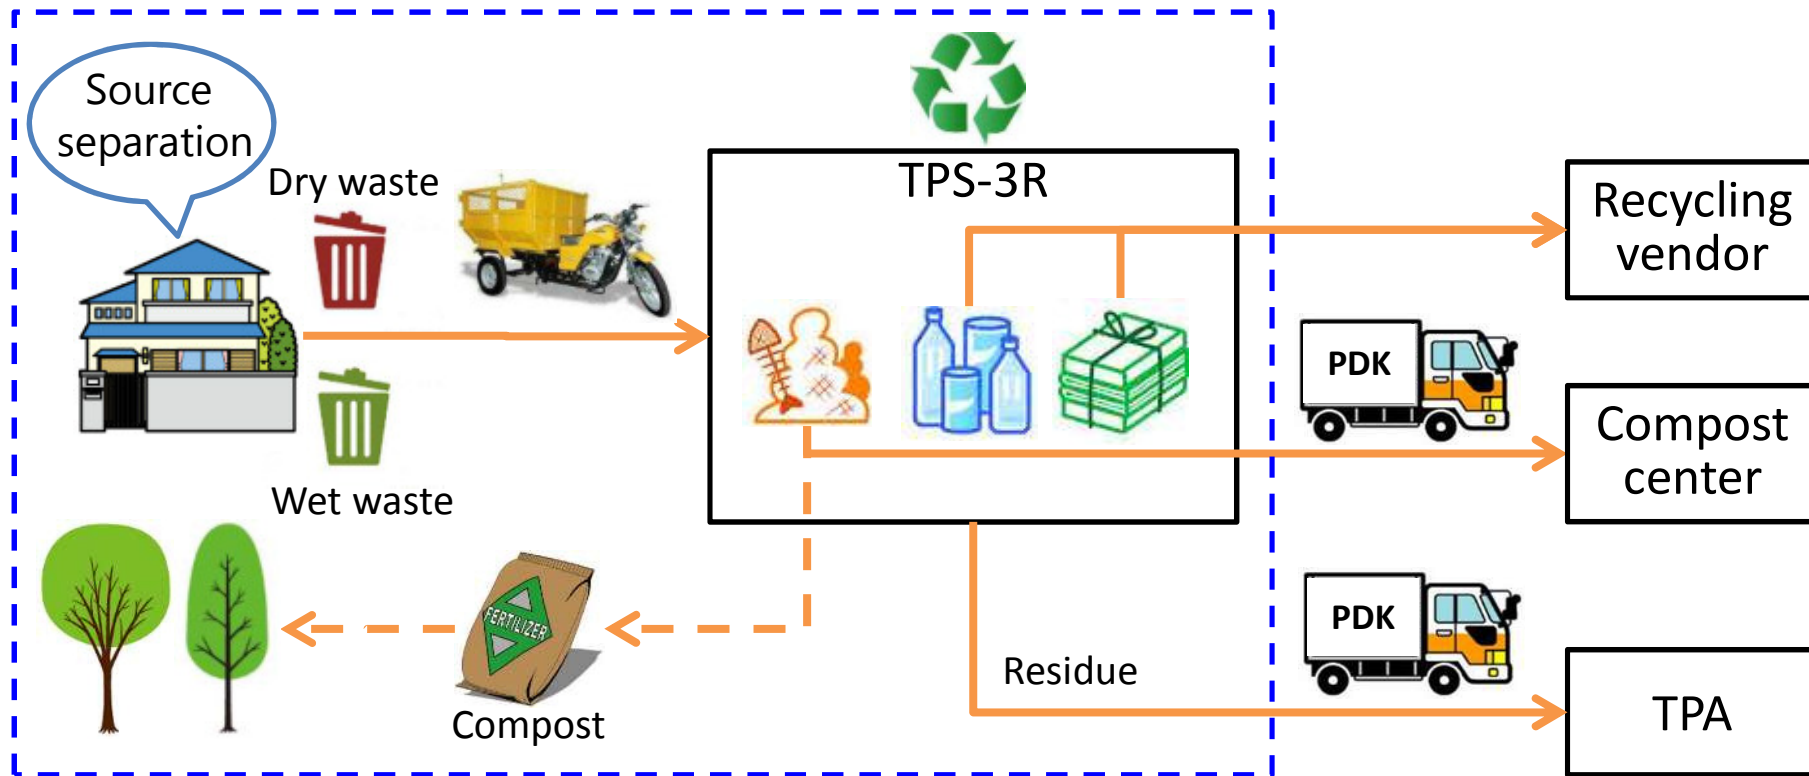 Source
separation
Dry waste
TPS-3R
Recycling
vendor
PDK
Compost
center
Wet waste
FERTILIZER
PDK
Residue
Compost
TPA